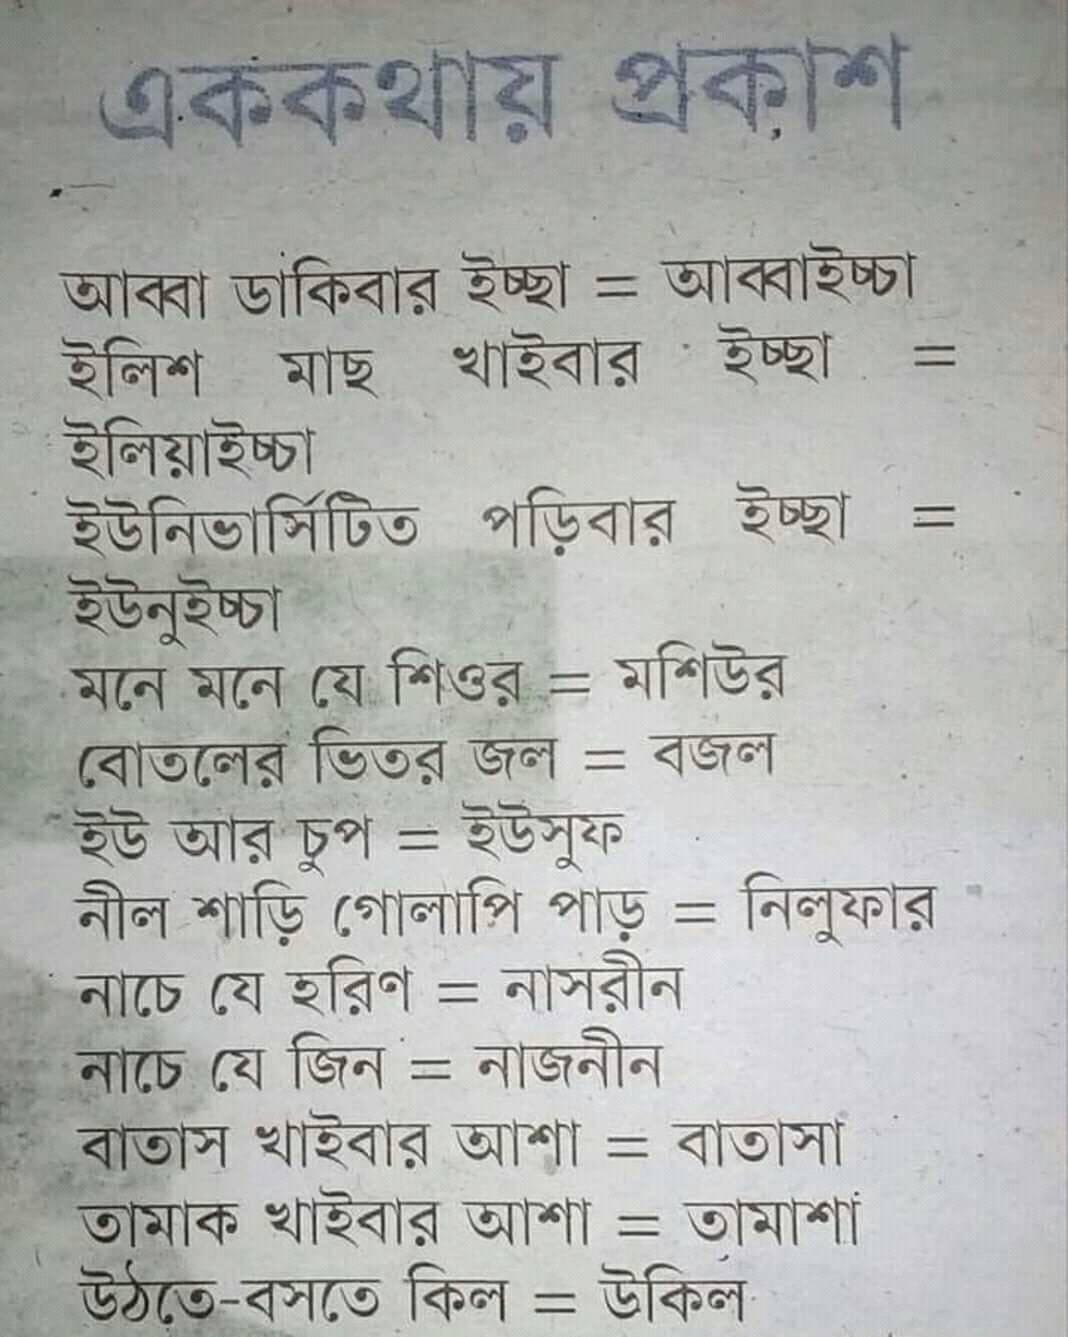 এককথায় প্রকাশ
আব্বা ডাকিবার ইচ্ছা = আব্বাইচ্চা
ইলিশ মাছ খাইবার ইচ্ছা =
ইলিয়াইচ্চা
ইউনিভার্সিটিত পড়িবার ইচ্ছা =
ইউনুইচ্চা
মনে মনে যে শিওর = মশিউর
বোতলের ভিতর জল = বজল
ইউ আর চুপ = ইউসুফ
নীল শাড়ি গোলাপি পাড় = নিলুফার
নাচে যে হরিণ = নাসরীন
নাচে যে জিন = নাজনীন
বাতাস খাইবার আশা = বাতাসা
তামাক খাইবার আশা = তামাশা
উঠতে-বসতে কিল = উকিল